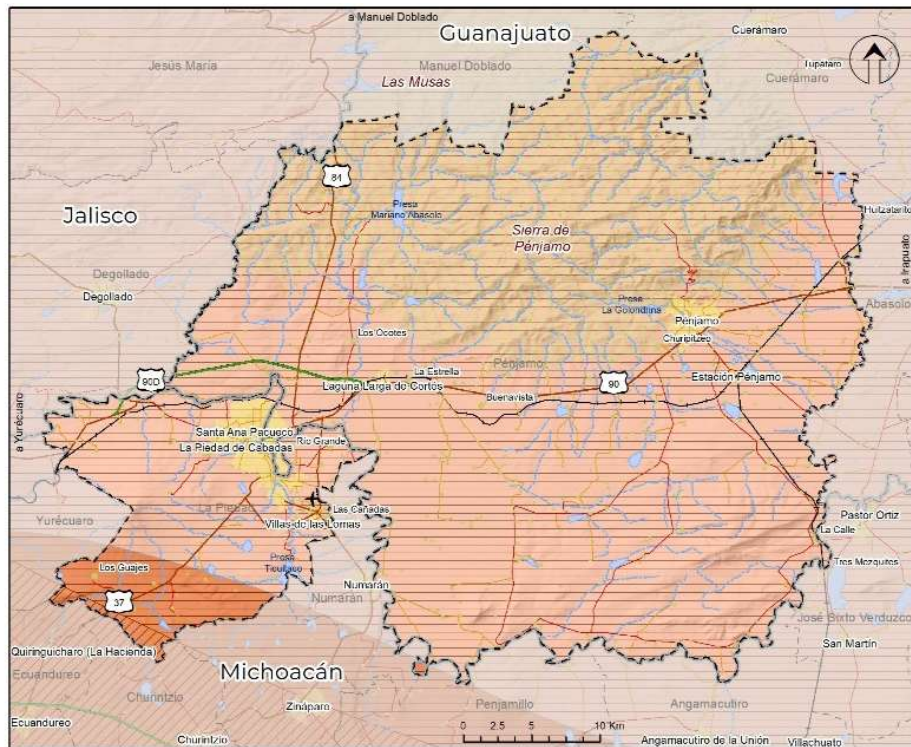 a Manuel Doblado
Guanajuato
Cuerámaro
Jesús María
Manuel Doblado
Tupátaro
Cuerámaro
Las Musas
84
Presa
Mariano Abasolo
Huitzatarito
Jalisco
Sierra de
Pénjamo
a Irapuato
Degollado
Degollado
Presa
La Golondrina
Pénjamo
Abasolo
Los Ocotes
Churipitzeo
La Estrella
Pénjamo
Estación Pénjamo
90D
Laguna Larga de Cortés
90
Buenavista
a Yurécuaro
Santa Ana Pacueco
Río Grande
La Piedad de Cabadas
Yurécuaro
La Piedad
Las Cañadas
Villas de las Lomas
Pastor Ortiz
La Calle
Presa
Ticuítaco
Los Guajes
Numarán
Tres Mezquites
37
Numarán
José Sixto Verduzco
Quiringuicharo (La Hacienda)
San Martín
Ecuandureo
Michoacán
Churintzio
Zináparo
Penjamillo
Angamacutiro
Ecuandureo
0 2.5 5 10 Km
Churintzio
Angamacutiro de la Unión
Villachuato